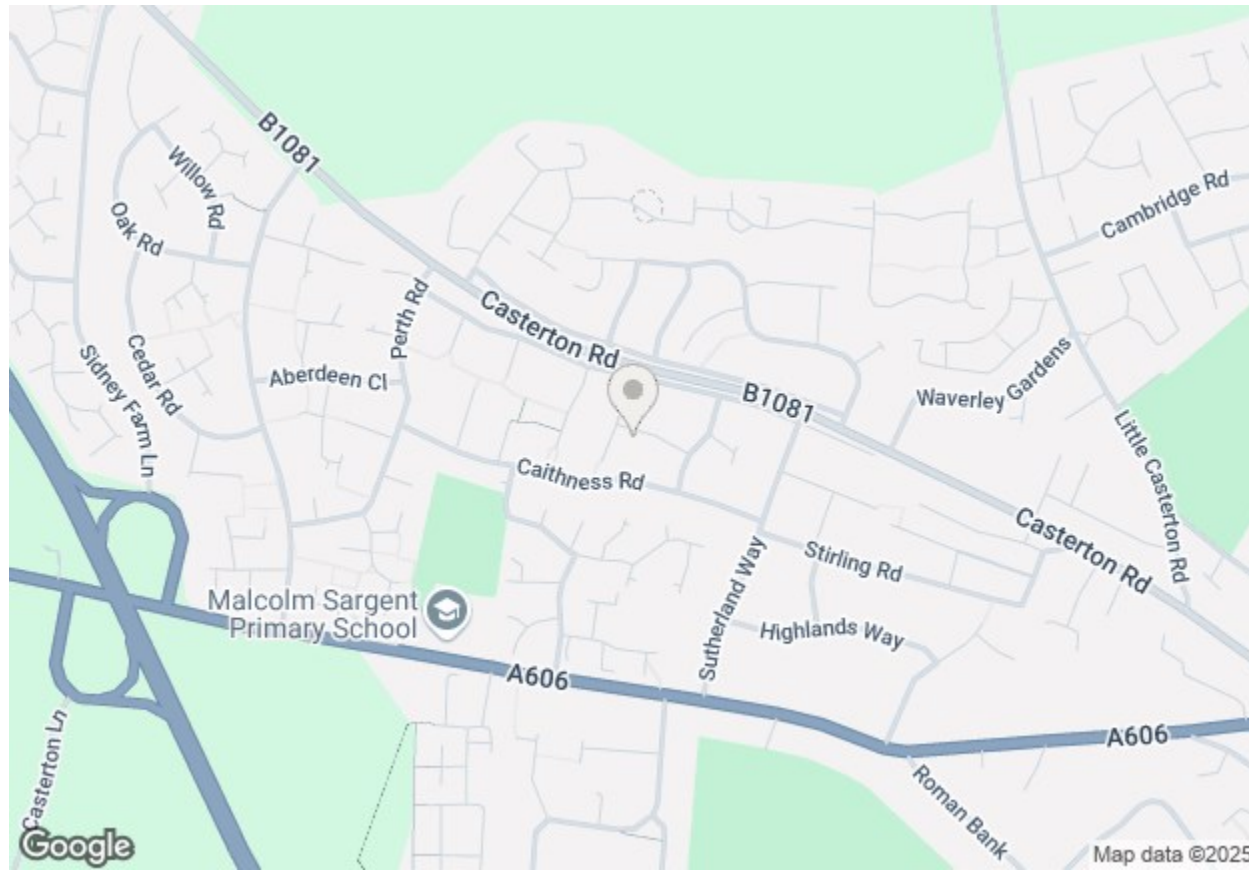 B1081
Willow Rd
Oak Rd
Cambridge Rd
Perth Rd
Casterton Rd
Cedar Rd
Sidney Farm Ln
Aberdeen Cl
B1081
Waverley Gardens
Little Casterton Rd
Caithness Rd
Casterton Rd
Stirling Rd
Sutherland Way
Malcolm Sargent
Primary School
Highlands Way
A606
A606
Casterton Ln
Roman Bank
Google
Map data ©2025